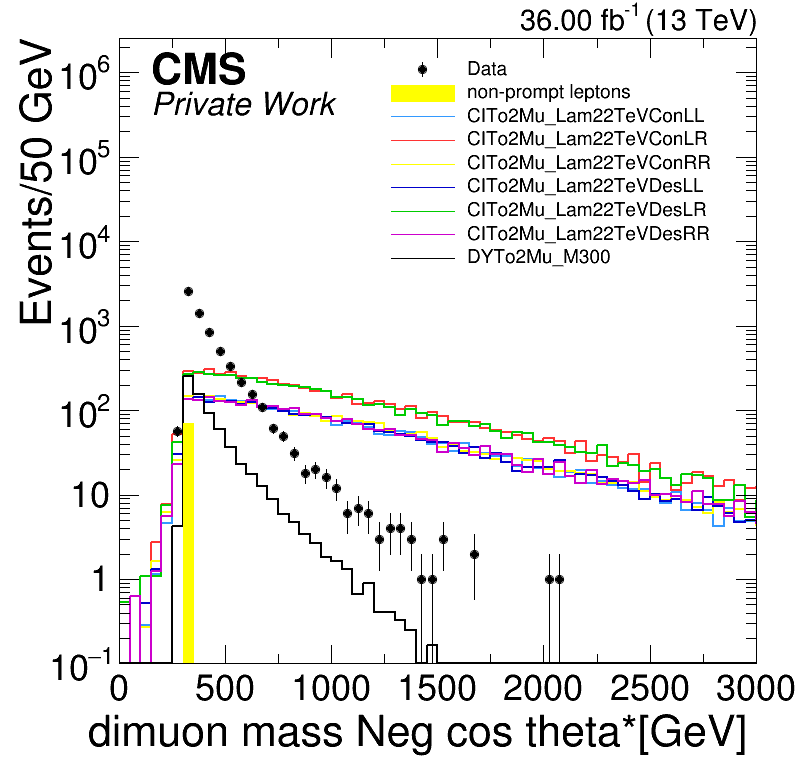 36.00 fb-1 (13 TeV)
CMS
Private Work
Data
non-prompt leptons
CITo2Mu_Lam22TeVConLL
CITo2Mu_Lam22TeVConLR
CITo2Mu_Lam22TeVConRR
CITo2Mu_Lam22TeVDesLL
CITo2Mu_Lam22TeVDesLR
CITo2Mu_Lam22TeVDesRR
DYTo2Mu_M300
Events/50 GeV
10^6
10^5
10^4
10^3
10^2
10
1
10^−1
0 500 1000 1500 2000 2500 3000
dimuon mass Neg cos theta*[GeV]